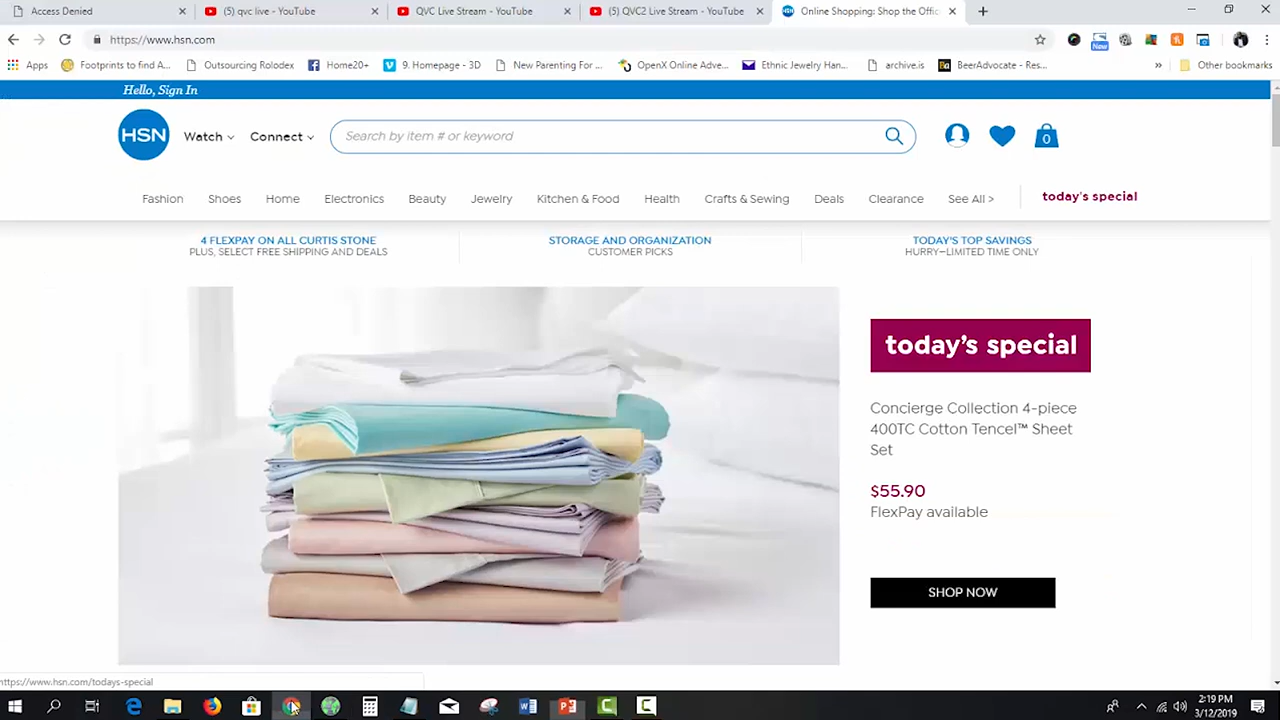 Access Denied
(5) qvc live - YouTube
QVC Live Stream - YouTube
(5) QVC2 Live Stream - YouTube
Online Shopping: Shop the Offic
https://www.hsn.com
New
Apps
Footprints to find A...
Outsourcing Rolodex
Home20+
9. Homepage - 3D
New Parenting For ...
OpenX Online Adve...
Ethnic Jewelry Han...
archive.is
BeerAdvocate - Res...
»
Other bookmarks
Hello, Sign In
HSN
Watch
Connect
Search by item # or keyword
0
Fashion
Shoes
Home
Electronics
Beauty
Jewelry
Kitchen & Food
Health
Crafts & Sewing
Deals
Clearance
See All >
today's special
4 FLEXPAY ON ALL CURTIS STONE
PLUS, SELECT FREE SHIPPING AND DEALS
STORAGE AND ORGANIZATION
CUSTOMER PICKS
TODAY'S TOP SAVINGS
HURRY—LIMITED TIME ONLY
today's special
Concierge Collection 4-piece
400TC Cotton Tencel™ Sheet
Set
$55.90
FlexPay available
SHOP NOW
https://www.hsn.com/todays-special
2:19 PM
3/12/2019